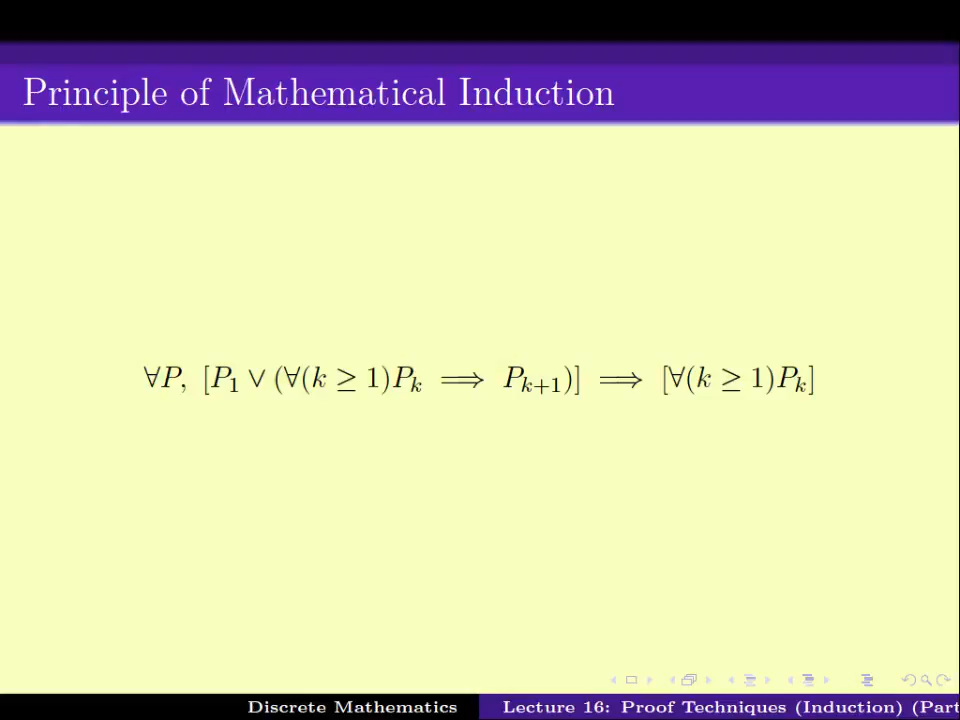 Principle of Mathematical Induction
∀P, [P₁ ∨ (∀(k ≥ 1)Pₖ ⟹ Pₖ₊₁)] ⟹ [∀(k ≥ 1)Pₖ]
Discrete Mathematics
Lecture 16: Proof Techniques (Induction) (Part